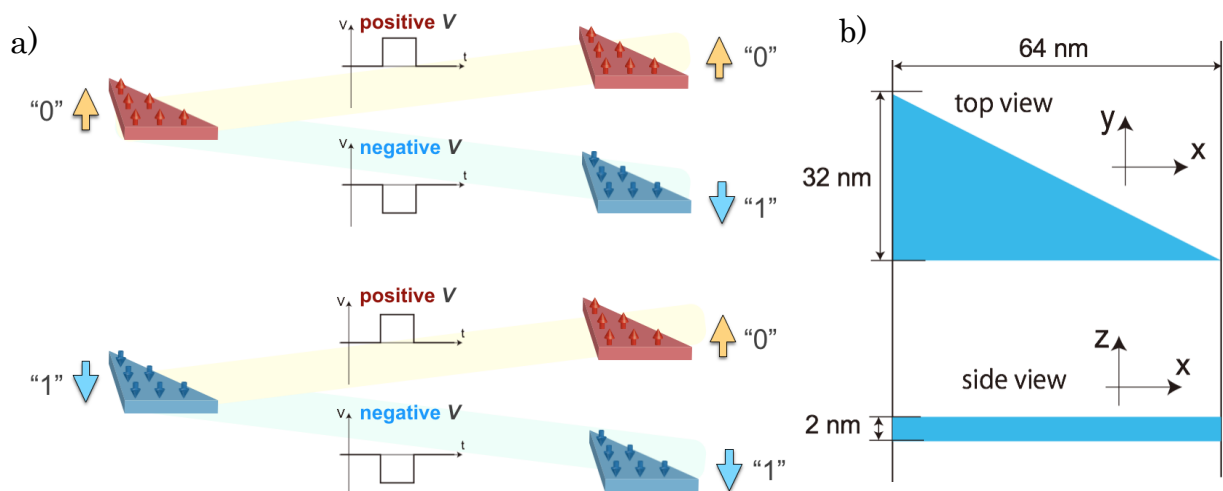 a)
positive V
V
t
"0"
"0"
negative V
V
t
"1"
positive V
V
t
"0"
"1"
negative V
V
t
"1"
b)
64 nm
top view
y
x
32 nm
z
x
side view
2 nm